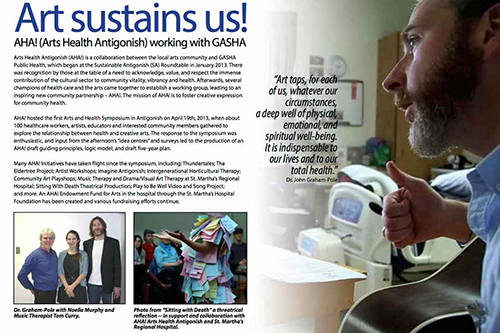 Art sustains us!
AHA! (Arts Health Antigonish) working with GASHA
Arts Health Antigonish (AHA!) is a collaboration between the local arts community and GASHA
Public Health, which began at the Sustainable Antigonish (SA) Roundtable in January 2013. There
was recognition by those at the table of a need to acknowledge, value, and respect the immense
contribution of the cultural sector to community vitality, vibrancy and health. Afterwards, several
champions of health care and the arts came together to establish a working group, leading to an
inspiring new community partnership – AHA!. The mission of AHA! is to foster creative expression
for community health.
AHA! hosted the first Arts and Health Symposium in Antigonish on April 19th, 2013, when about
100 healthcare workers, artists, educators and interested community members gathered to
explore the relationship between health and creative arts. The response to the symposium was
enthusiastic, and input from the afternoon's "idea centres" and surveys led to the production of an
AHA! draft guiding principles, logic model, and draft five-year plan.
Many AHA! Initiatives have taken flight since the symposium, including: Thundertales; The
Eldertree Project; Artist Workshops; Imagine Antigonish; Intergenerational Horticultural Therapy;
Community Art Playshops; Music Therapy and Drama/Visual Art Therapy at St. Martha's Regional
Hospital; Sitting With Death Theatrical Production; Play to Be Well Video and Song Project;
and more. An AHA! Endowment Fund for Arts in the hospital through the St. Martha's Hospital
Foundation has been created and various fundraising efforts continue.
Dr. Graham-Pole with Noella Murphy and
Music Therapist Tom Curry.
Photo from "Sitting with Death" a threatrical
reflection -- in support and collaboration with
AHA! Arts Health Antigonish and St. Martha's
Regional Hospital.
"Art taps, for each
of us, whatever our
circumstances,
a deep well of physical,
emotional, and
spiritual well-being.
It is indispensable to
our lives and to our
total health."
Dr. John Graham-Pole